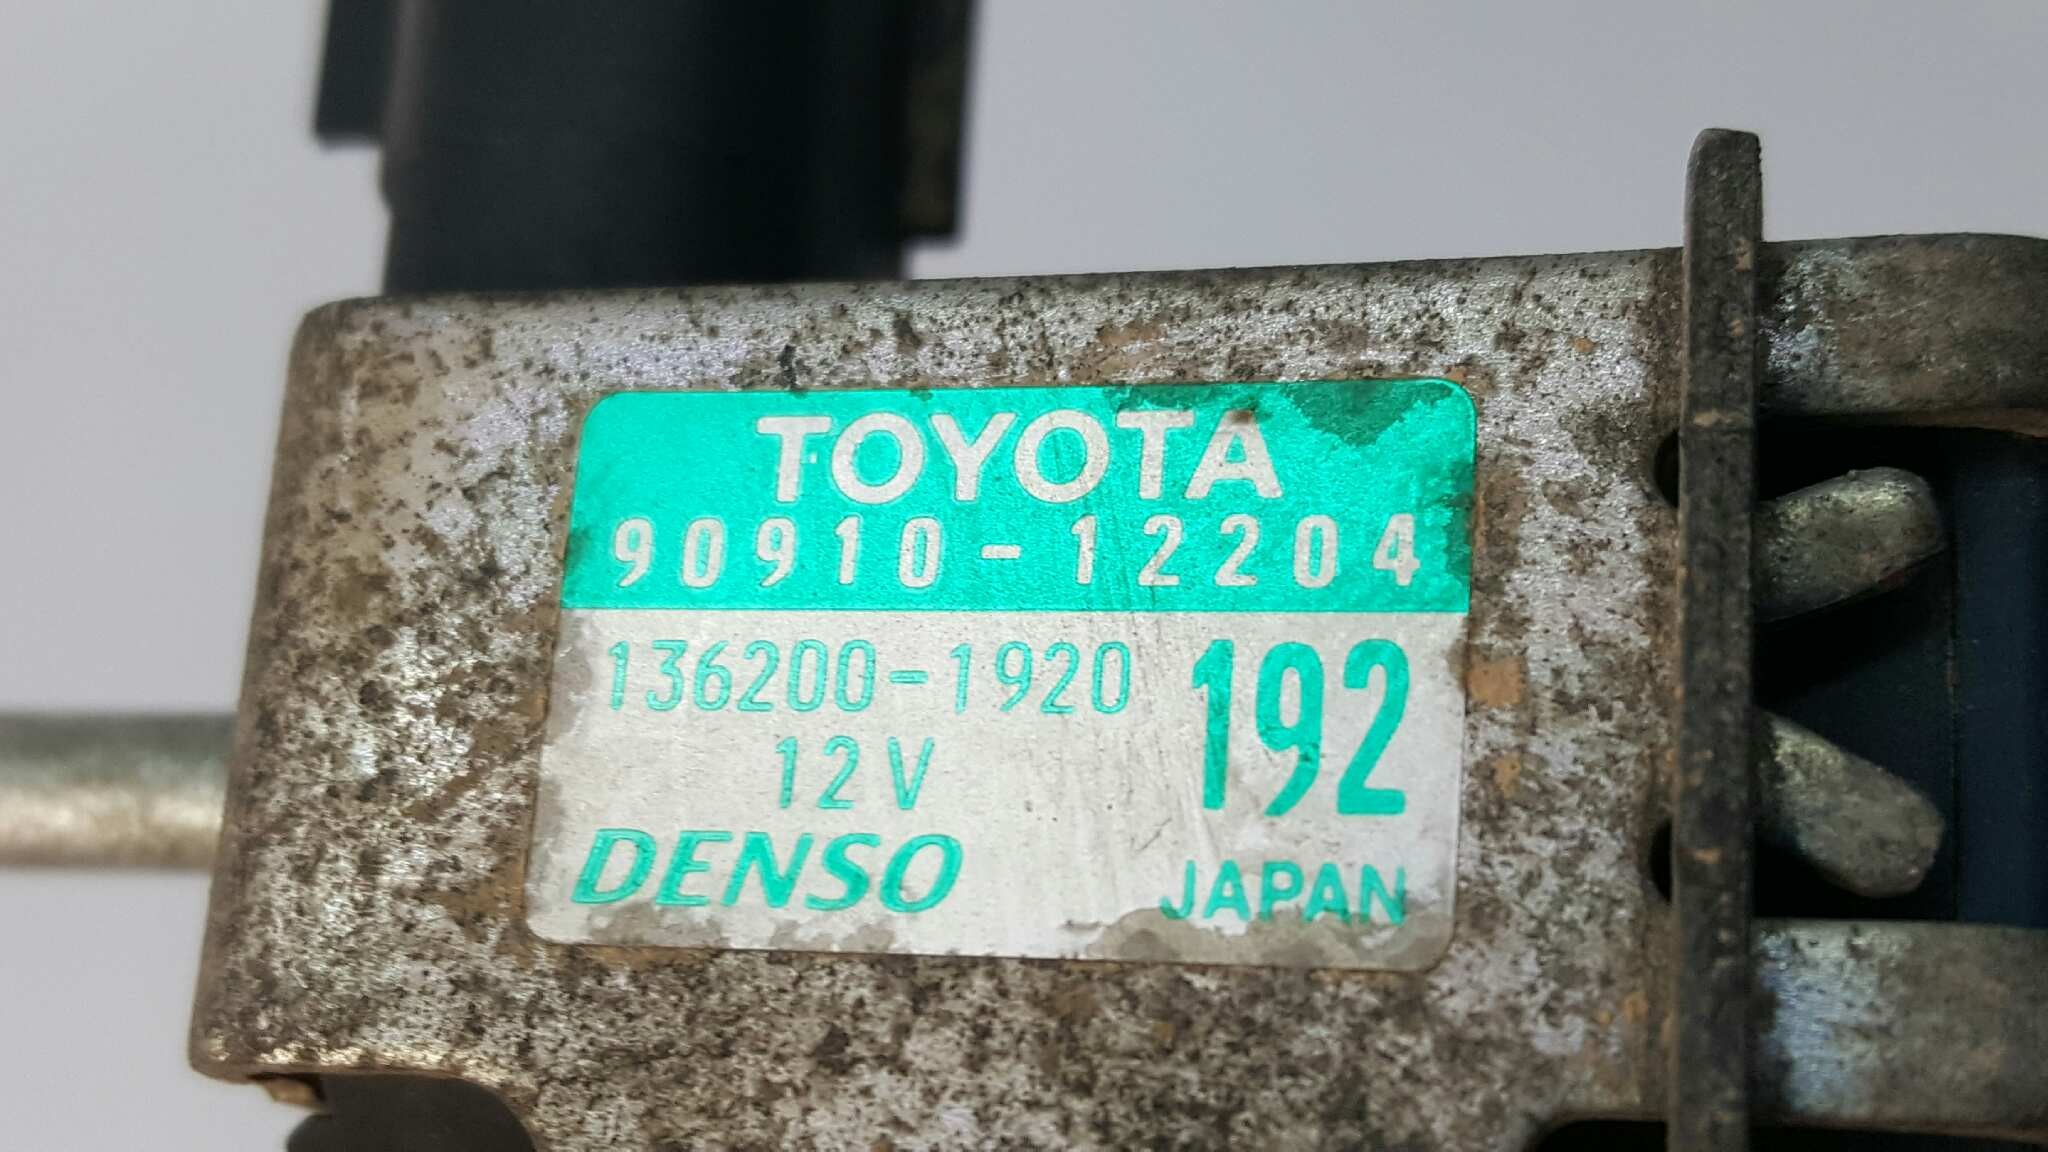 TOYOTA
90910-12204
136200-1920
192
12V
DENSO
JAPAN